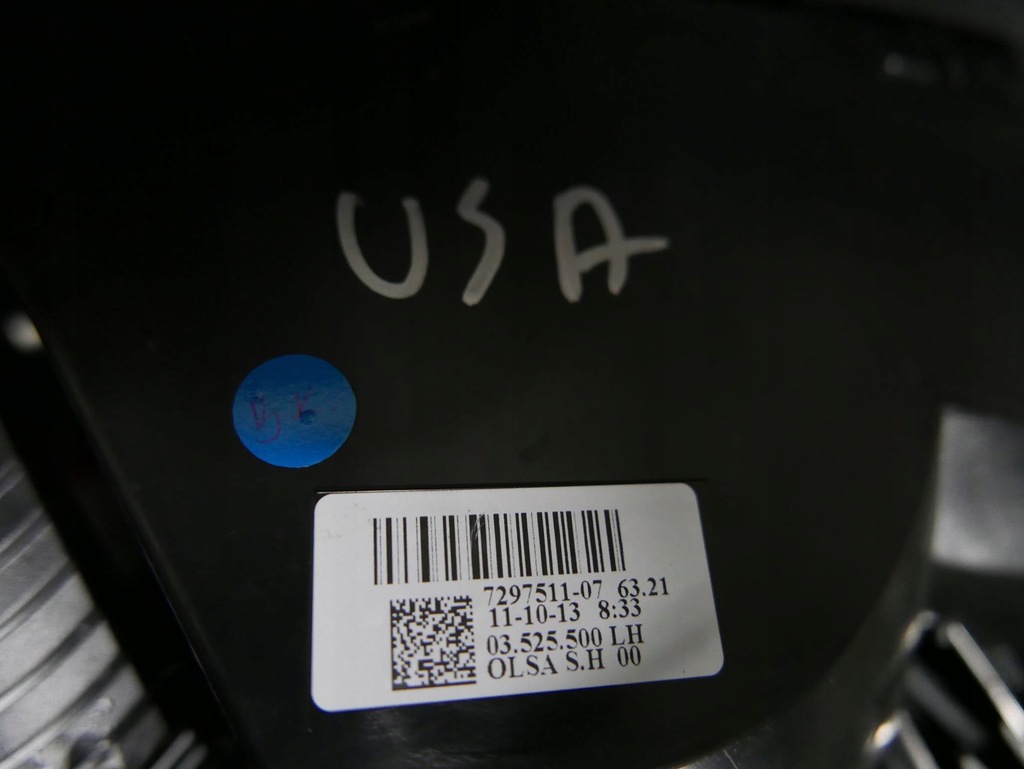 USA
7297511-07 63.21
11-10-13 8:33
03.525.500 LH
OLSA S.H 00